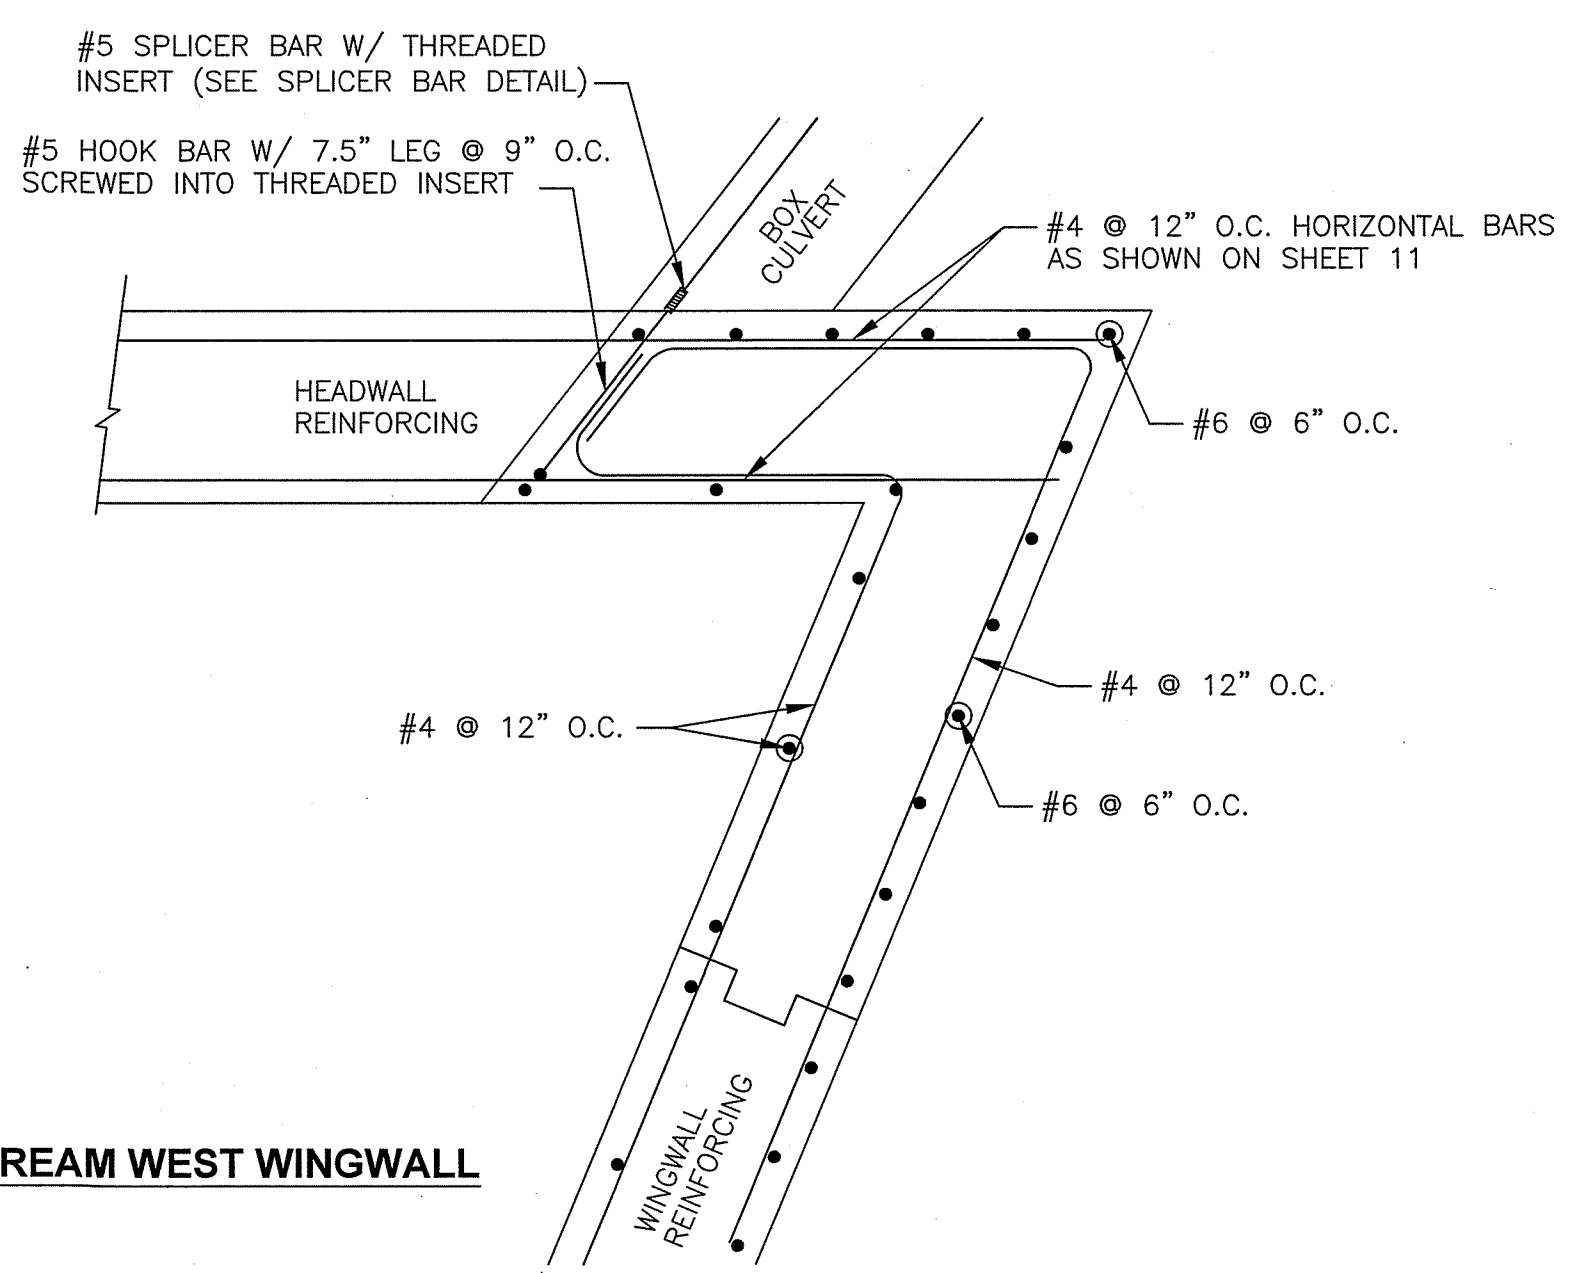 #5 SPLICER BAR W/ THREADED
INSERT (SEE SPLICER BAR DETAIL)
#5 HOOK BAR W/ 7.5” LEG @ 9” O.C.
SCREWED INTO THREADED INSERT
BOX
CULVERT
#4 @ 12” O.C. HORIZONTAL BARS
AS SHOWN ON SHEET 11
HEADWALL
REINFORCING
#6 @ 6” O.C.
#4 @ 12” O.C.
#4 @ 12” O.C.
#6 @ 6” O.C.
WINGWALL
REINFORCING
REAM WEST WINGWALL